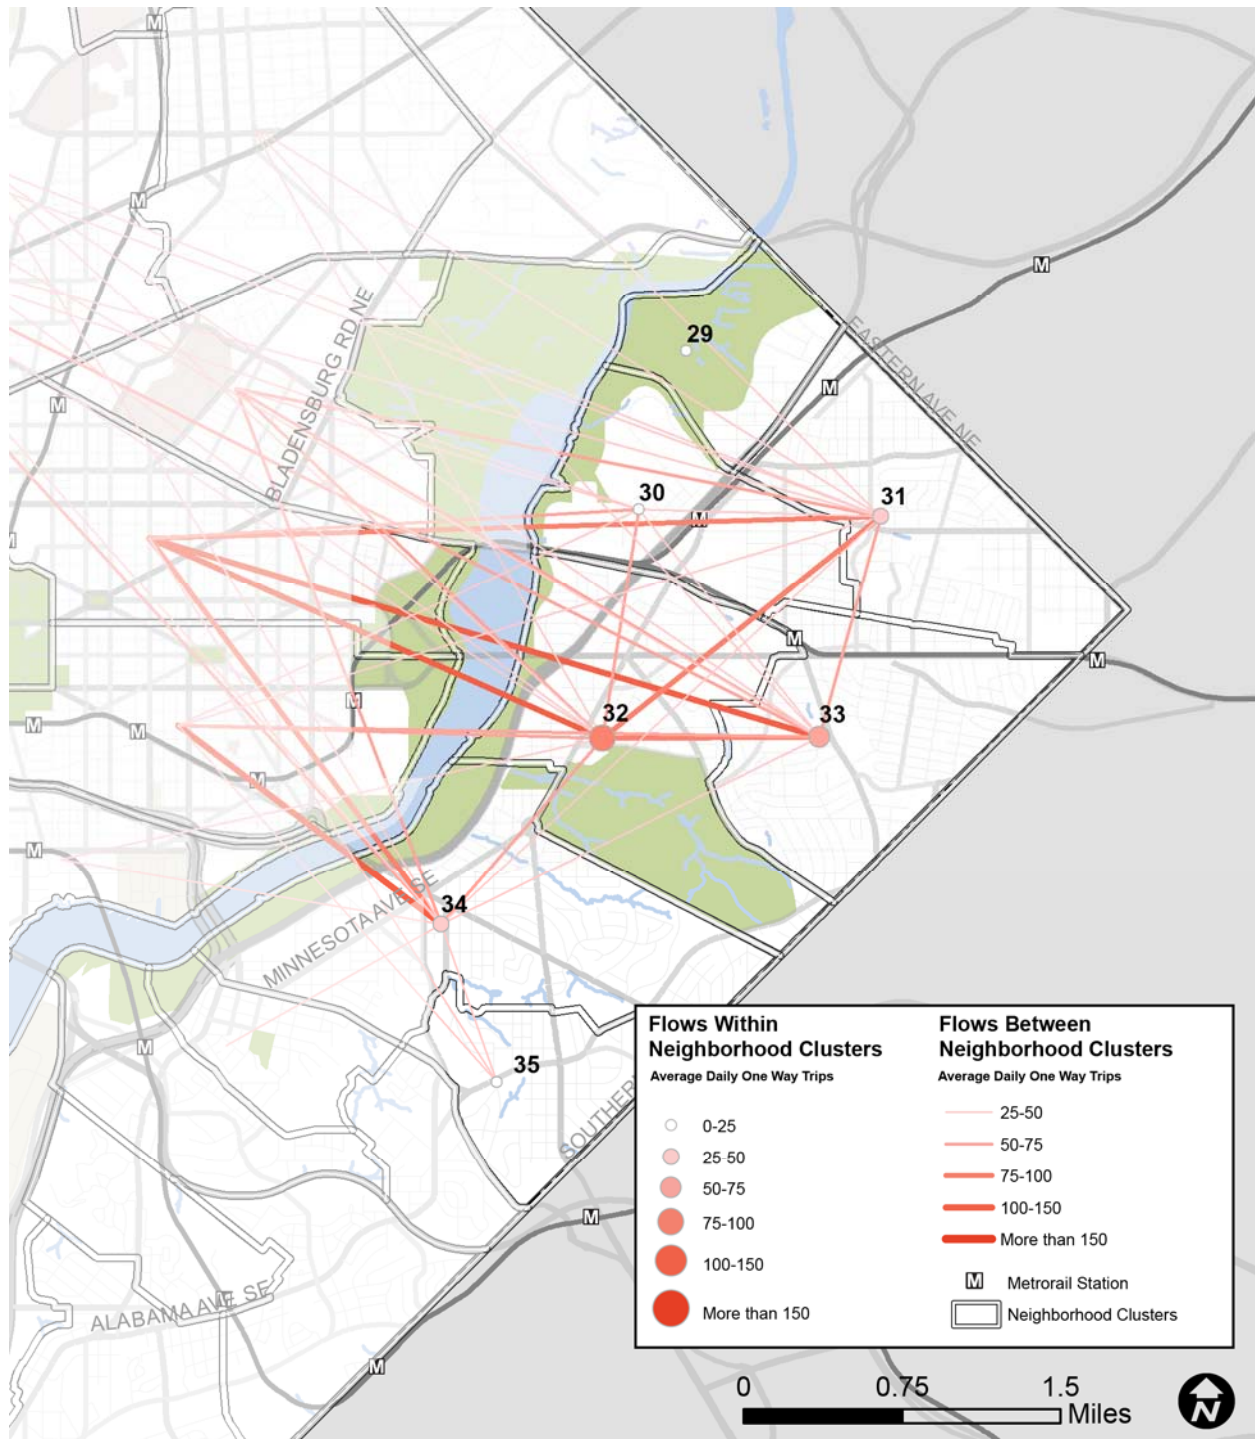 M
M
M
BLADENSBURG RD NE
29
EASTERN AVE NE
M
M
30
31
M
M
M
32
33
M
M
M
M
M
34
MINNESOTA AVE SE
35
M
SOUTHER
M
ALABAMA AVE SE
M
M
Flows Within
Neighborhood Clusters
Average Daily One Way Trips
0-25
25-50
50-75
75-100
100-150
More than 150
Flows Between
Neighborhood Clusters
Average Daily One Way Trips
25-50
50-75
75-100
100-150
More than 150
M Metrorail Station
Neighborhood Clusters
0 0.75 1.5
Miles
N